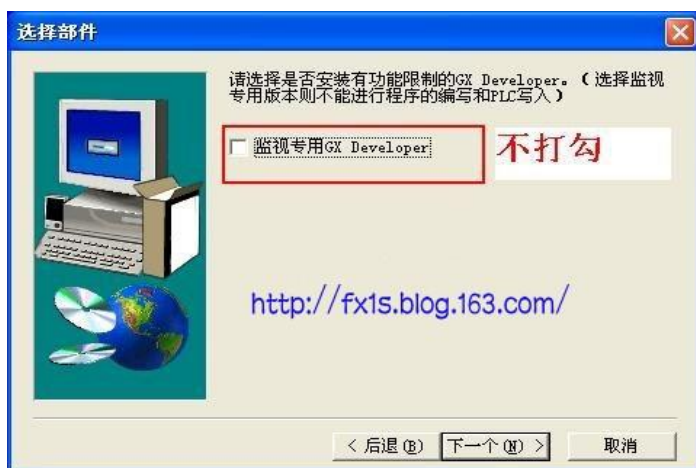 选择部件
请选择是否安装有功能限制的GX Developer。(选择监视
专用版本则不能进行程序的编写和PLC写入)
监视专用GX Developer
不打勾
http://fx1s.blog.163.com/
< 后退(B)
下一个(N) >
取消